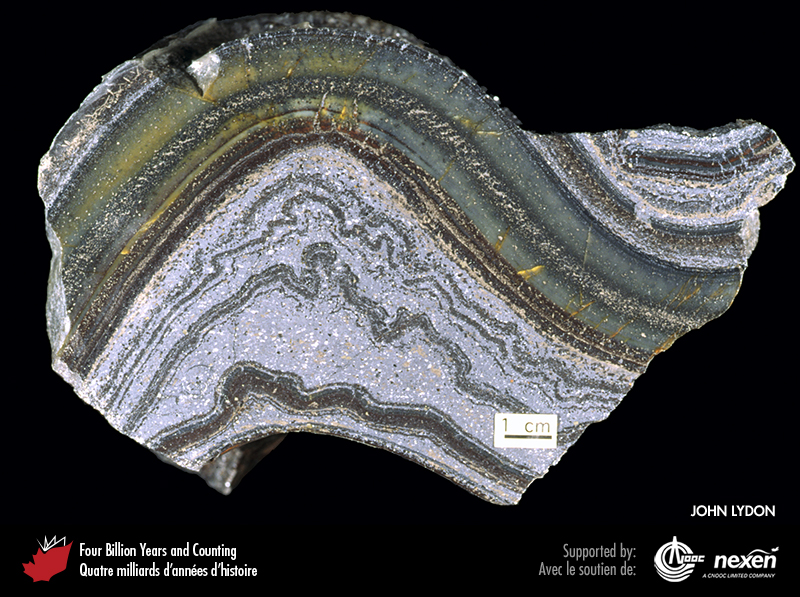 1 cm
JOHN LYDON
Four Billion Years and Counting
Quatre milliards d'années d'histoire
Supported by:
Avec le soutien de:
CNOOC
nexen
A CNOOC LIMITED COMPANY